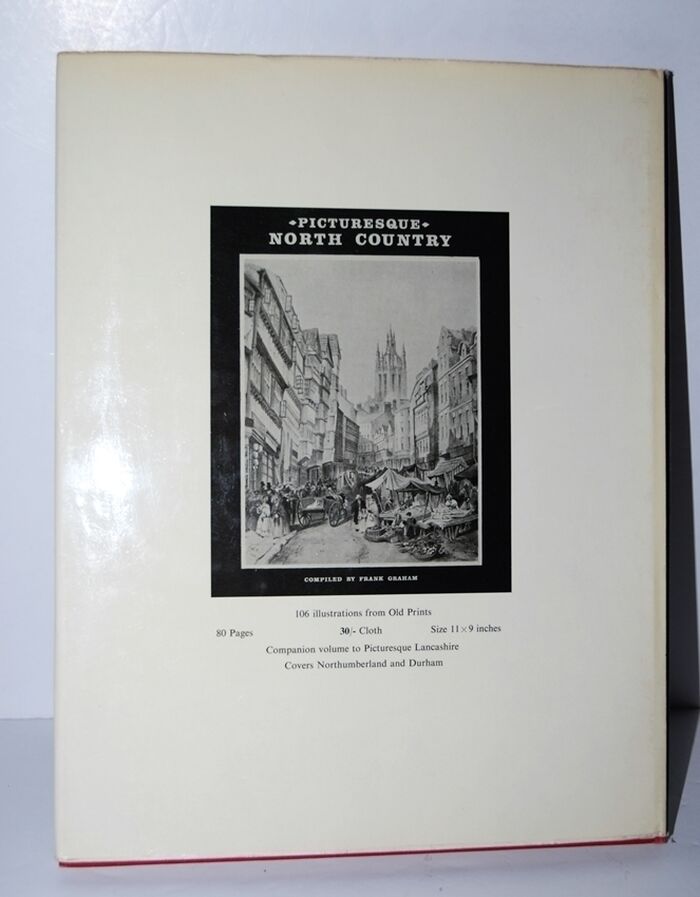 PICTURESQUE
NORTH COUNTRY
COMPILED BY FRANK GRAHAM
106 illustrations from Old Prints
80 Pages 30/- Cloth Size 11×9 inches
Companion volume to Picturesque Lancashire
Covers Northumberland and Durham